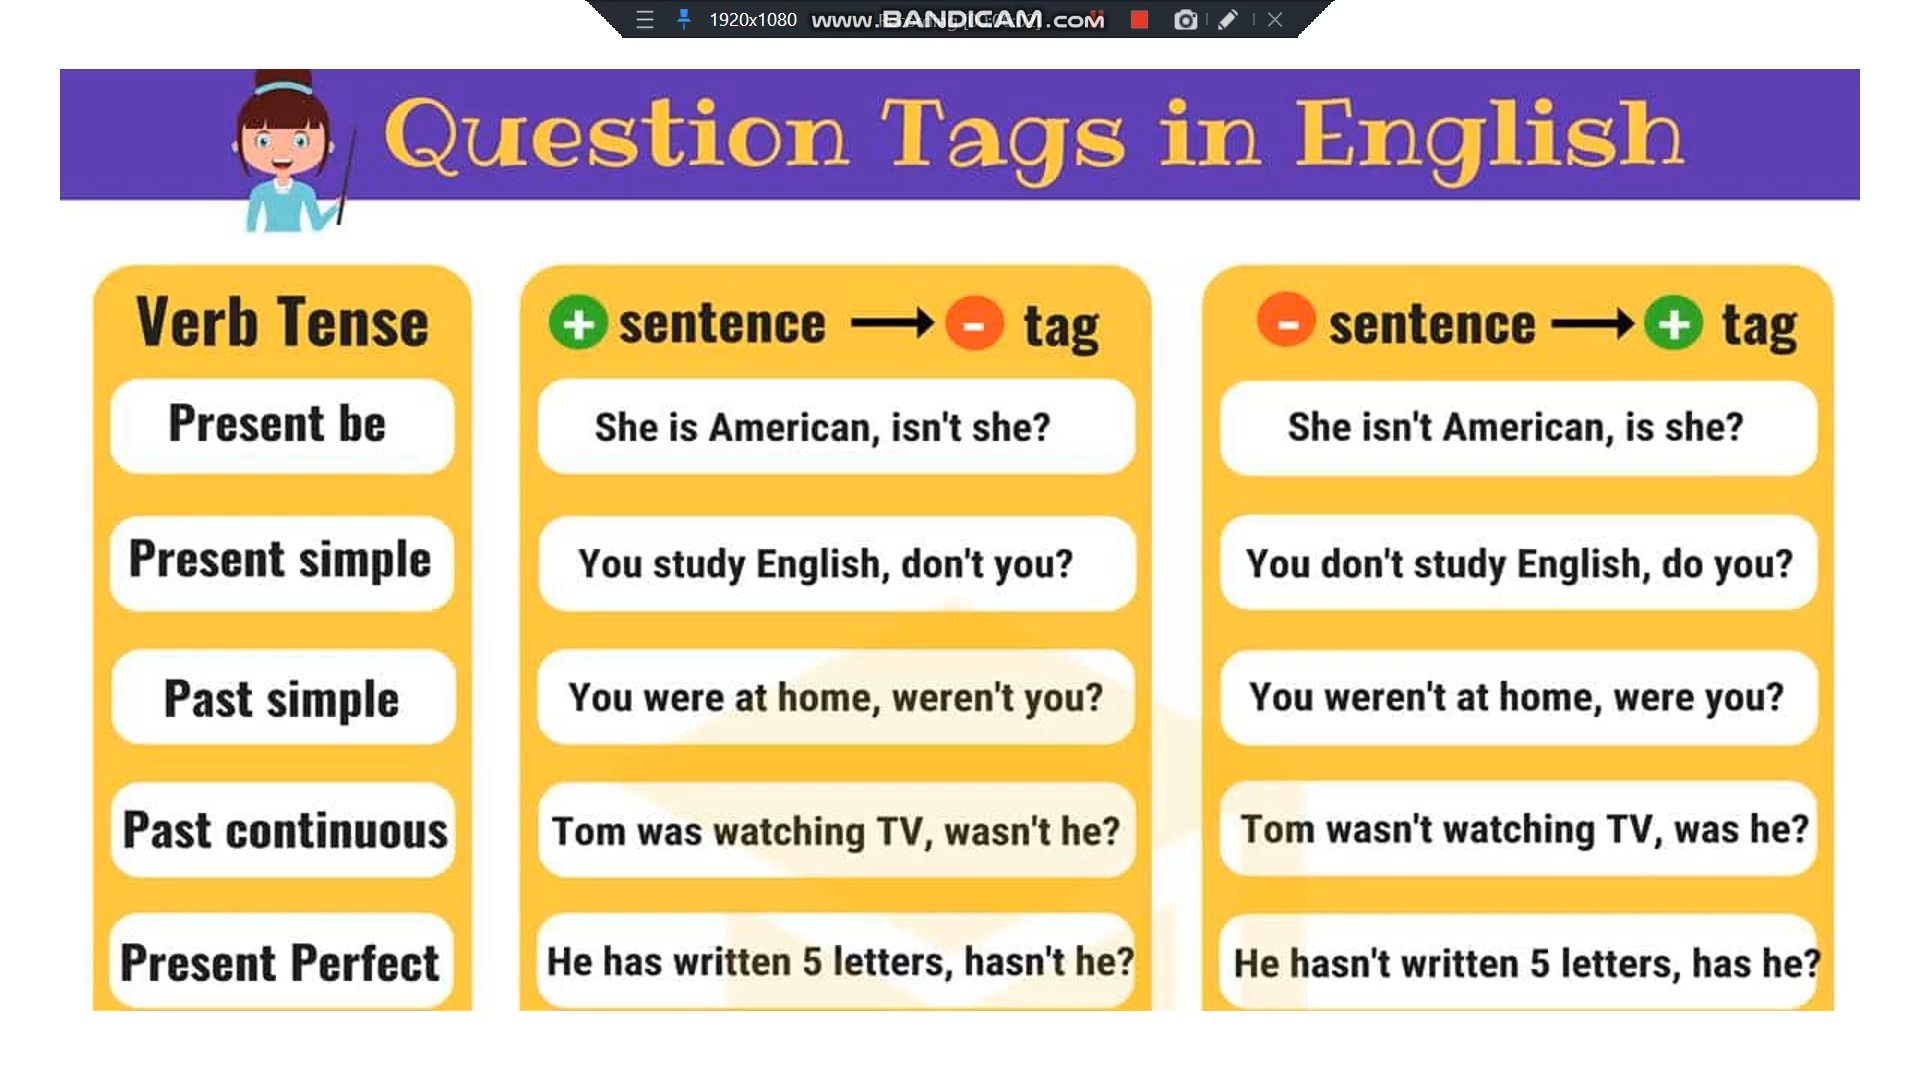 1920x1080 www.BANDICAM.com
Question Tags in English
Verb Tense
+ sentence → - tag
- sentence → + tag
Present be
She is American, isn't she?
She isn't American, is she?
Present simple
You study English, don't you?
You don't study English, do you?
Past simple
You were at home, weren't you?
You weren't at home, were you?
Past continuous
Tom was watching TV, wasn't he?
Tom wasn't watching TV, was he?
Present Perfect
He has written 5 letters, hasn't he?
He hasn't written 5 letters, has he?